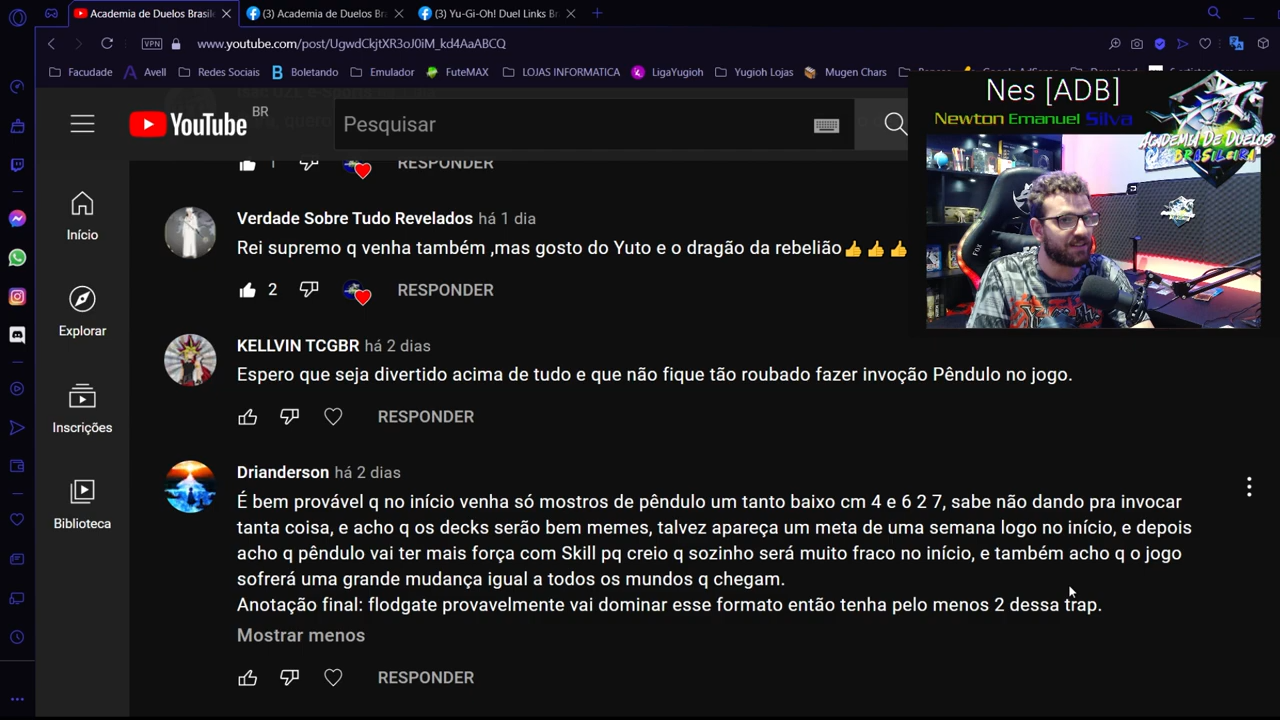 Academia de Duelos Brasilei
(3) Academia de Duelos Bra
(3) Yu-Gi-Oh! Duel Links Br
VPN
www.youtube.com/post/UgwdCkjtXR3oJ0iM_kd4AaABCQ
Facudade
Avell
Redes Sociais
Boletando
Emulador
FuteMAX
LOJAS INFORMATICA
LigaYugioh
Yugioh Lojas
Mugen Chars
Nes [ADB]
Newton Emanuel Silva
ACADEMIA DE DUELOS
BRASILEIRA
YouTube
BR
Pesquisar
1
RESPONDER
Início
Explorar
Inscrições
Biblioteca
Verdade Sobre Tudo Revelados há 1 dia
Rei supremo q venha também ,mas gosto do Yuto e o dragão da rebelião👍👍👍
2
RESPONDER
KELLVIN TCGBR há 2 dias
Espero que seja divertido acima de tudo e que não fique tão roubado fazer invoção Pêndulo no jogo.
RESPONDER
Drianderson há 2 dias
É bem provável q no início venha só mostros de pêndulo um tanto baixo cm 4 e 6 2 7, sabe não dando pra invocar
tanta coisa, e acho q os decks serão bem memes, talvez apareça um meta de uma semana logo no início, e depois
acho q pêndulo vai ter mais força com Skill pq creio q sozinho será muito fraco no início, e também acho q o jogo
sofrerá uma grande mudança igual a todos os mundos q chegam.
Anotação final: flodgate provavelmente vai dominar esse formato então tenha pelo menos 2 dessa trap.
Mostrar menos
RESPONDER